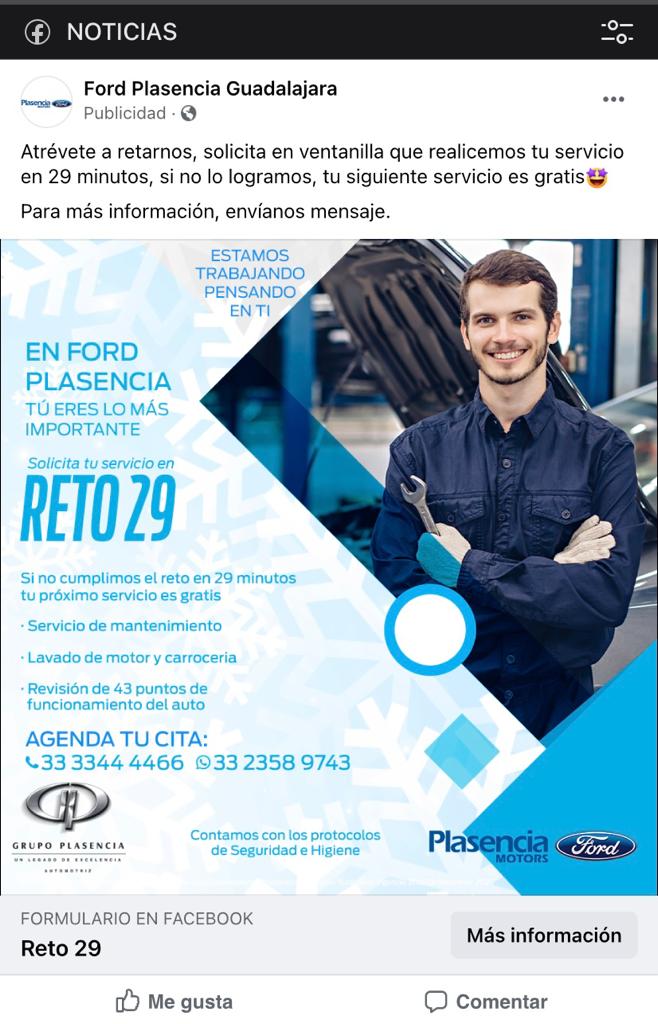 NOTICIAS
Ford Plasencia Guadalajara
Publicidad ·
Atrévete a retarnos, solicita en ventanilla que realicemos tu servicio
en 29 minutos, si no lo logramos, tu siguiente servicio es gratis🤩
Para más información, envíanos mensaje.
ESTAMOS
TRABAJANDO
PENSANDO
EN TI
EN FORD
PLASENCIA
TÚ ERES LO MÁS
IMPORTANTE
Solicita tu servicio en
RETO 29
Si no cumplimos el reto en 29 minutos
tu próximo servicio es gratis
· Servicio de mantenimiento
· Lavado de motor y carroceria
· Revisión de 43 puntos de
funcionamiento del auto
AGENDA TU CITA:
33 3344 4466 33 2358 9743
GRUPO PLASENCIA
UN LEGADO DE EXCELENCIA
AUTOMOTRIZ
Contamos con los protocolos
de Seguridad e Higiene
Plasencia
MOTORS
Ford
FORMULARIO EN FACEBOOK
Reto 29
Más información
Me gusta
Comentar